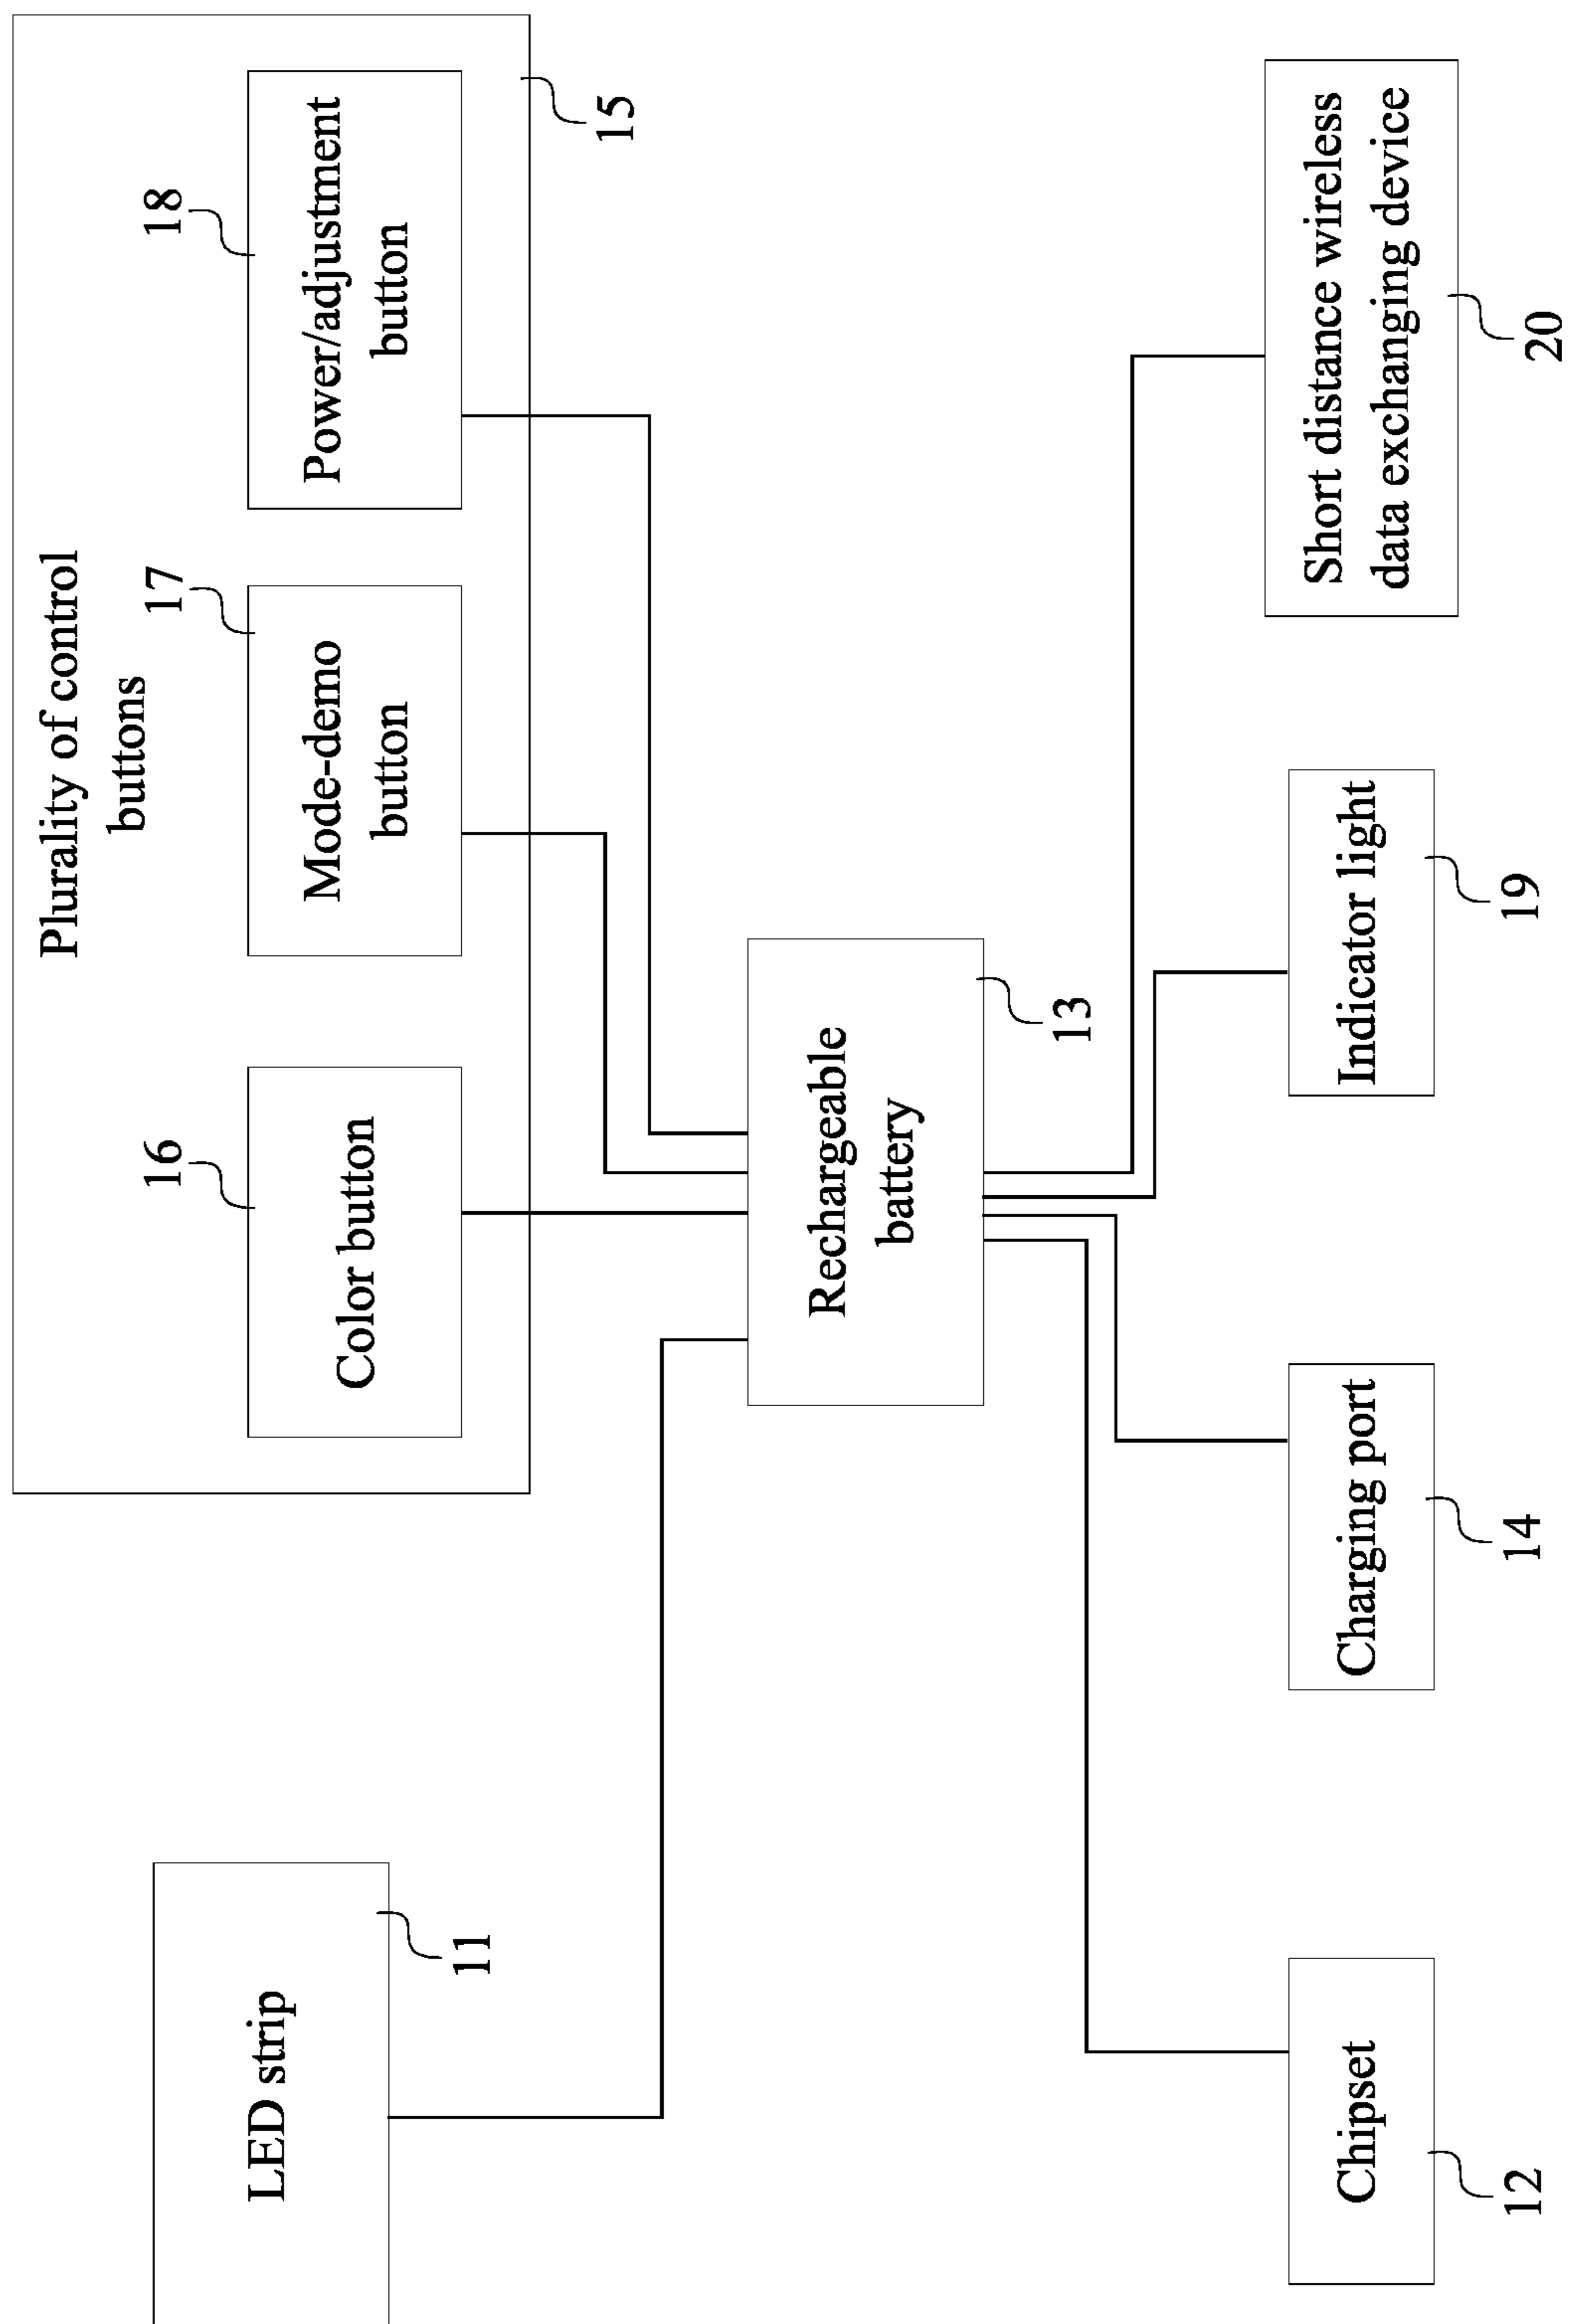 Plurality of control
buttons
16
17
18
Color button
Mode-demo
button
Power/adjustment
button
15
LED strip
11
Rechargeable
battery
13
Chipset
12
Charging port
14
Indicator light
19
Short distance wireless
data exchanging device
20